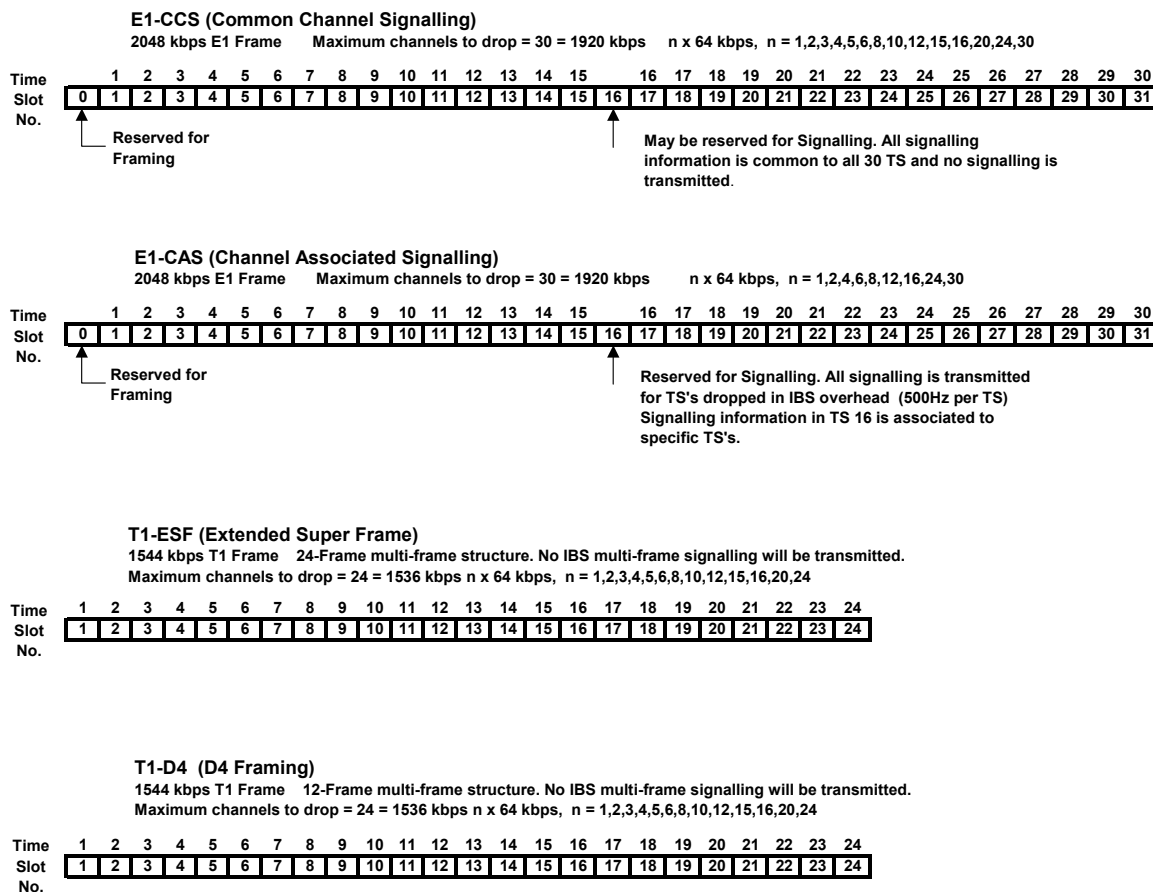 E1-CCS (Common Channel Signalling)
2048 kbps E1 Frame Maximum channels to drop = 30 = 1920 kbps n x 64 kbps, n = 1,2,3,4,5,6,8,10,12,15,16,20,24,30
Time 1 2 3 4 5 6 7 8 9 10 11 12 13 14 15 16 17 18 19 20 21 22 23 24 25 26 27 28 29 30
Slot 0 1 2 3 4 5 6 7 8 9 10 11 12 13 14 15 16 17 18 19 20 21 22 23 24 25 26 27 28 29 30 31
No.
Reserved for
Framing
May be reserved for Signalling. All signalling
information is common to all 30 TS and no signalling is
transmitted.
E1-CAS (Channel Associated Signalling)
2048 kbps E1 Frame Maximum channels to drop = 30 = 1920 kbps n x 64 kbps, n = 1,2,4,6,8,12,16,24,30
Time 1 2 3 4 5 6 7 8 9 10 11 12 13 14 15 16 17 18 19 20 21 22 23 24 25 26 27 28 29 30
Slot 0 1 2 3 4 5 6 7 8 9 10 11 12 13 14 15 16 17 18 19 20 21 22 23 24 25 26 27 28 29 30 31
No.
Reserved for
Framing
Reserved for Signalling. All signalling is transmitted
for TS's dropped in IBS overhead (500Hz per TS)
Signalling information in TS 16 is associated to
specific TS's.
T1-ESF (Extended Super Frame)
1544 kbps T1 Frame 24-Frame multi-frame structure. No IBS multi-frame signalling will be transmitted.
Maximum channels to drop = 24 = 1536 kbps n x 64 kbps, n = 1,2,3,4,5,6,8,10,12,15,16,20,24
Time 1 2 3 4 5 6 7 8 9 10 11 12 13 14 15 16 17 18 19 20 21 22 23 24
Slot 1 2 3 4 5 6 7 8 9 10 11 12 13 14 15 16 17 18 19 20 21 22 23 24
No.
T1-D4 (D4 Framing)
1544 kbps T1 Frame 12-Frame multi-frame structure. No IBS multi-frame signalling will be transmitted.
Maximum channels to drop = 24 = 1536 kbps n x 64 kbps, n = 1,2,3,4,5,6,8,10,12,15,16,20,24
Time 1 2 3 4 5 6 7 8 9 10 11 12 13 14 15 16 17 18 19 20 21 22 23 24
Slot 1 2 3 4 5 6 7 8 9 10 11 12 13 14 15 16 17 18 19 20 21 22 23 24
No.